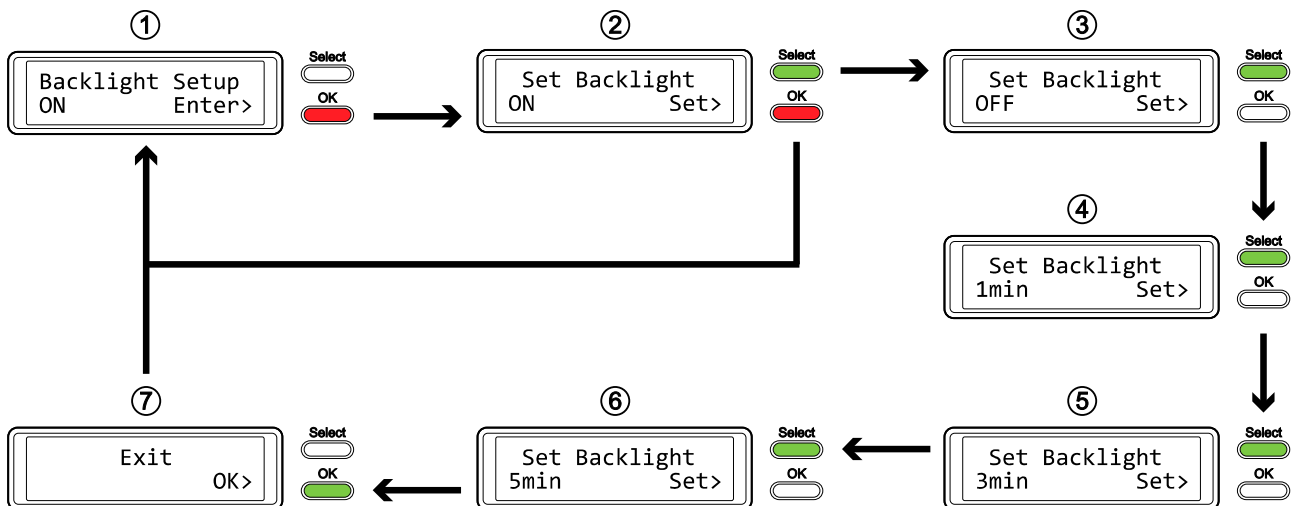 ①
Backlight Setup
ON Enter>
Select
OK
②
Set Backlight
ON Set>
Select
OK
③
Set Backlight
OFF Set>
Select
OK
④
Set Backlight
1min Set>
Select
OK
⑤
Set Backlight
3min Set>
Select
OK
⑥
Set Backlight
5min Set>
Select
OK
⑦
Exit
OK>
Select
OK